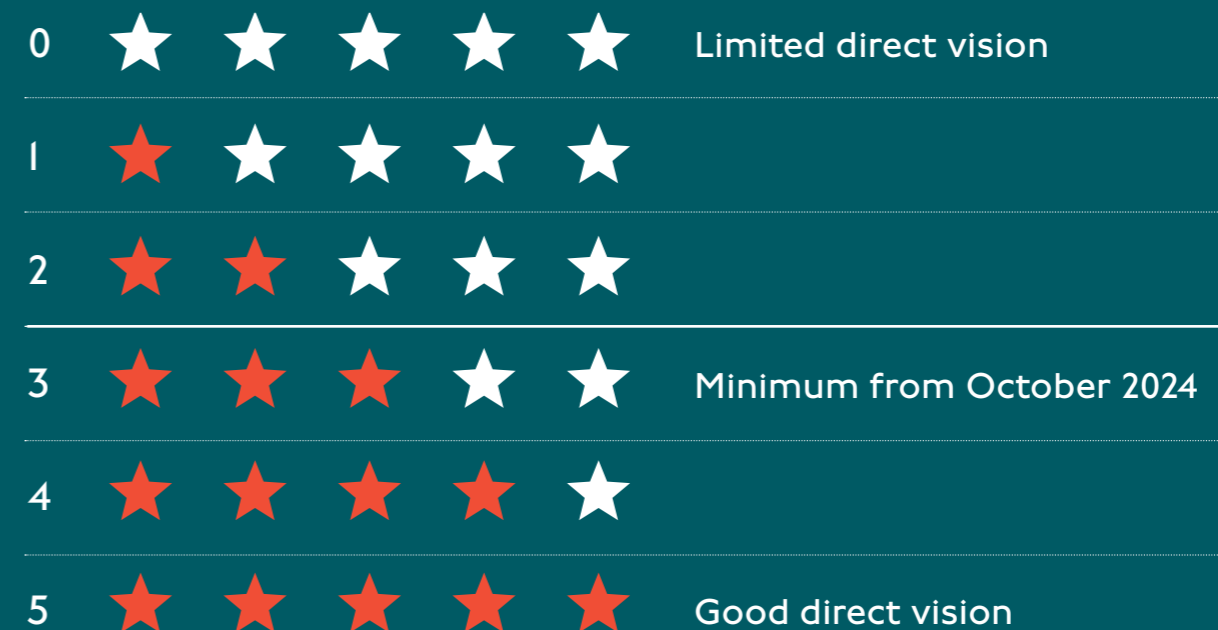 0 Limited direct vision
1
2
3 Minimum from October 2024
4
5 Good direct vision